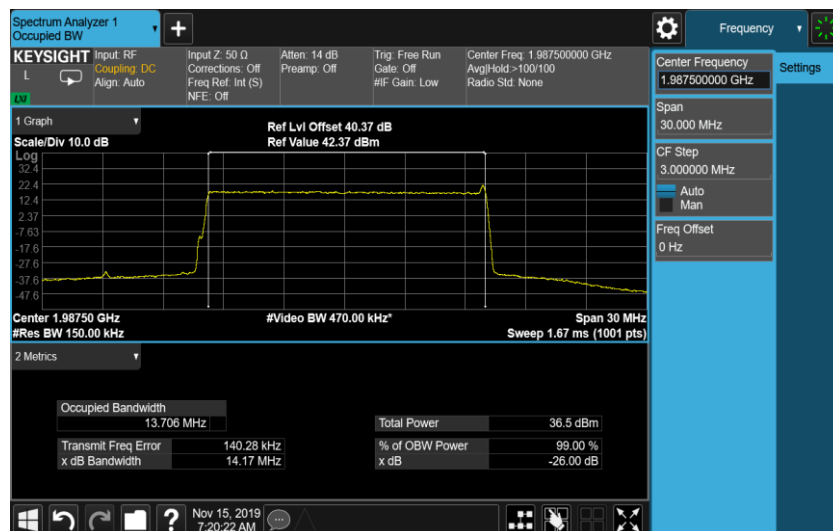 Spectrum Analyzer 1
Occupied BW
Frequency
KEYSIGHT
L
LXI
Input: RF
Coupling: DC
Align: Auto
Input Z: 50 Ω
Corrections: Off
Freq Ref: Int (S)
NFE: Off
Atten: 14 dB
Preamp: Off
Trig: Free Run
Gate: Off
#IF Gain: Low
Center Freq: 1.987500000 GHz
Avg|Hold:>100/100
Radio Std: None
Center Frequency
1.987500000 GHz
Settings
Span
30.000 MHz
CF Step
3.000000 MHz
Auto
Man
Freq Offset
0 Hz
1 Graph
Scale/Div 10.0 dB
Ref Lvl Offset 40.37 dB
Ref Value 42.37 dBm
Log
32.4
22.4
12.4
2.37
-7.63
-17.6
-27.6
-37.6
-47.6
Center 1.98750 GHz
#Video BW 470.00 kHz*
Span 30 MHz
#Res BW 150.00 kHz
Sweep 1.67 ms (1001 pts)
2 Metrics
Occupied Bandwidth
13.706 MHz
Total Power 36.5 dBm
Transmit Freq Error 140.28 kHz
% of OBW Power 99.00 %
x dB Bandwidth 14.17 MHz
x dB -26.00 dB
?
Nov 15, 2019
7:20:22 AM